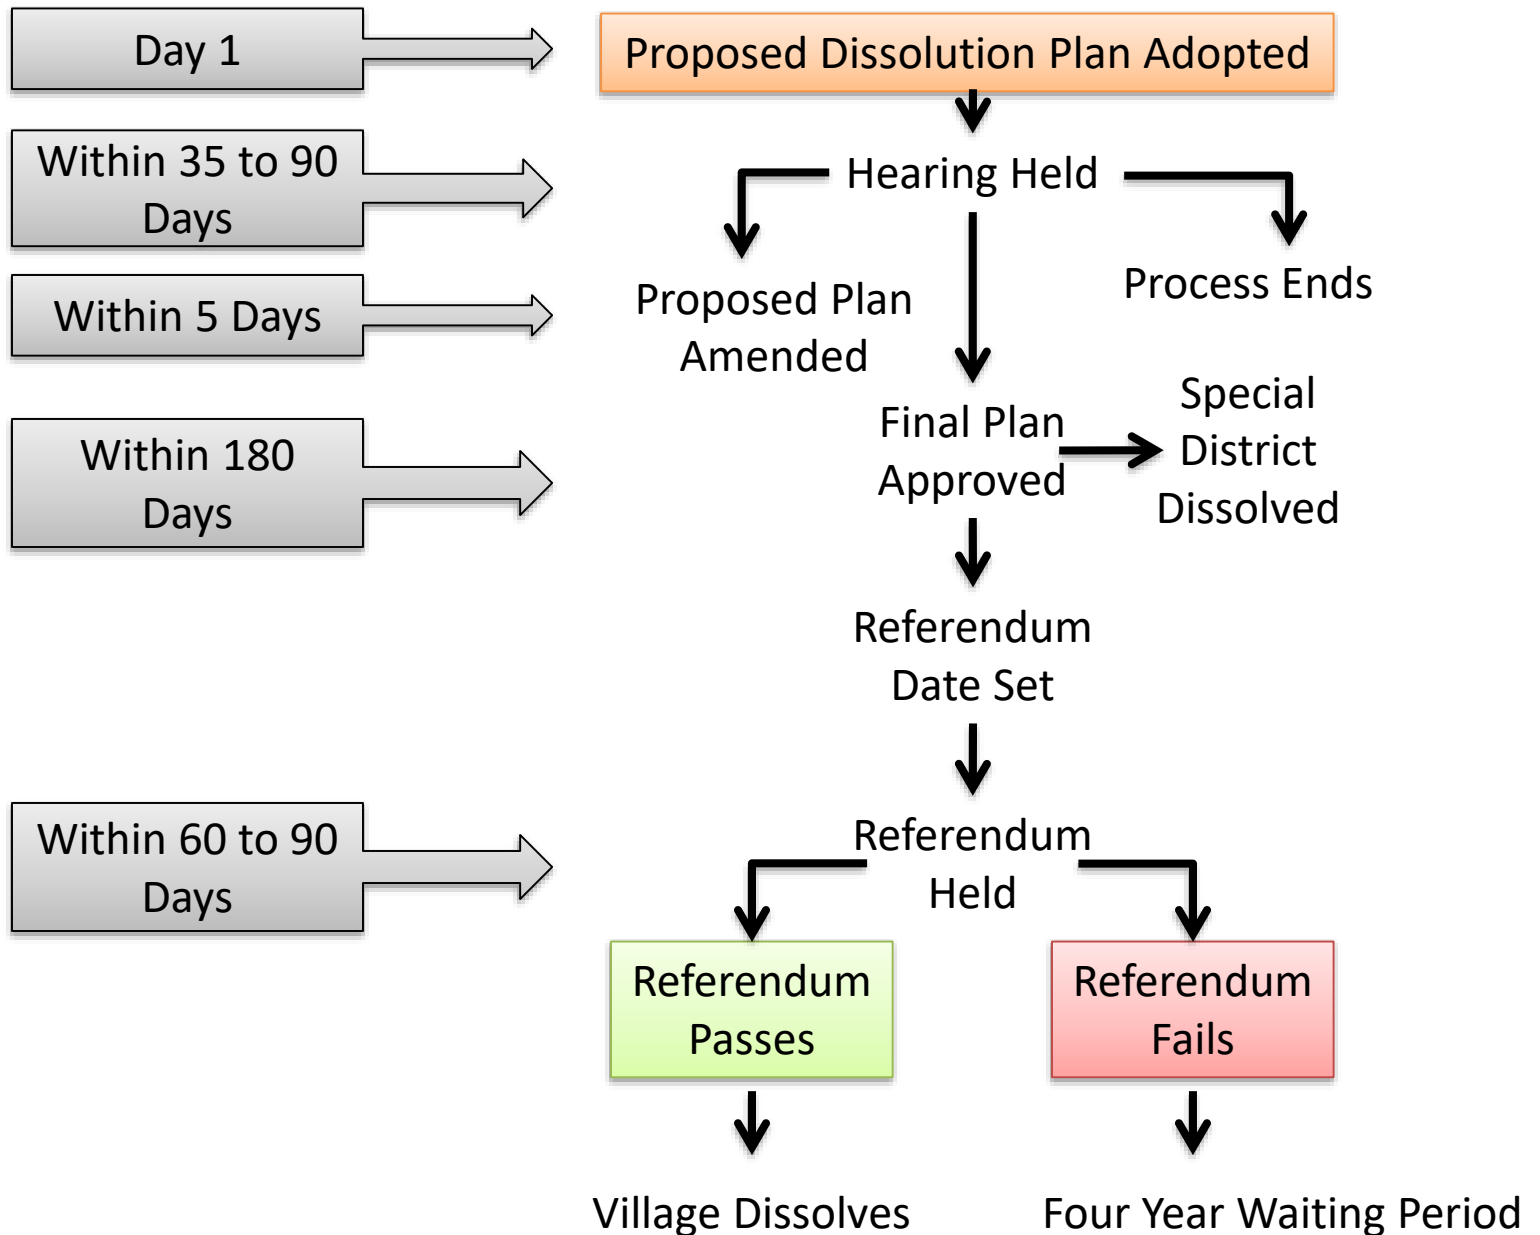 Day 1
Proposed Dissolution Plan Adopted
Within 35 to 90
Days
Hearing Held
Within 5 Days
Proposed Plan
Amended
Process Ends
Within 180
Days
Final Plan
Approved
Special
District
Dissolved
Referendum
Date Set
Within 60 to 90
Days
Referendum
Held
Referendum
Passes
Referendum
Fails
Village Dissolves
Four Year Waiting Period